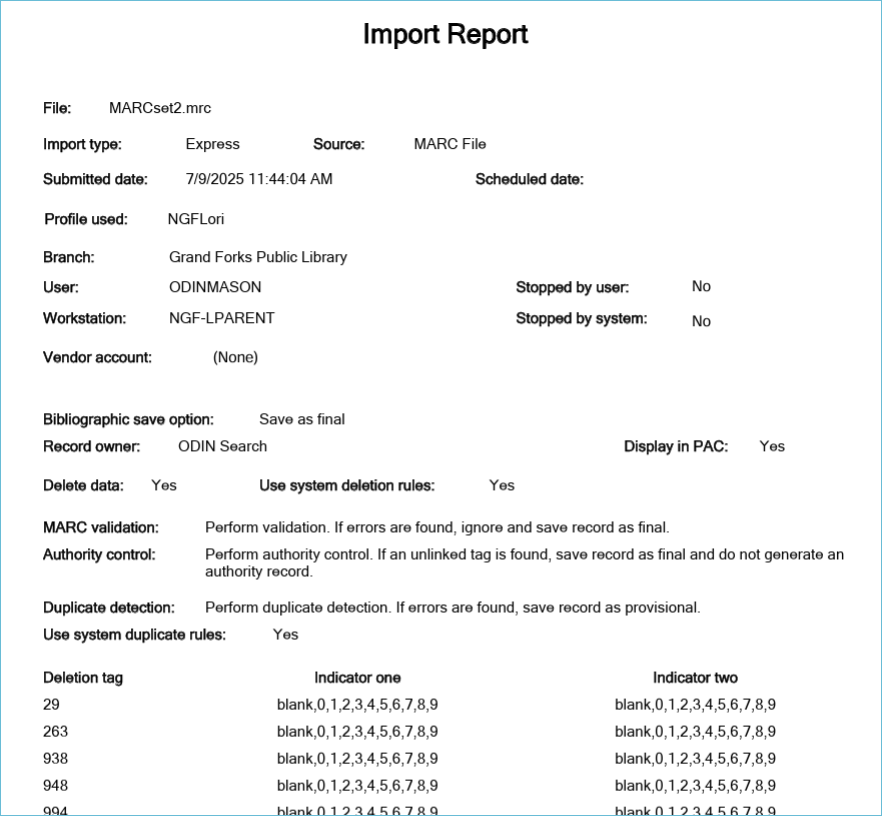 Import Report
File: MARCset2.mrc
Import type: Express Source: MARC File
Submitted date: 7/9/2025 11:44:04 AM Scheduled date:
Profile used: NGFLori
Branch: Grand Forks Public Library
User: ODINMASON Stopped by user: No
Workstation: NGF-LPARENT Stopped by system: No
Vendor account: (None)
Bibliographic save option: Save as final
Record owner: ODIN Search Display in PAC: Yes
Delete data: Yes Use system deletion rules: Yes
MARC validation: Perform validation. If errors are found, ignore and save record as final.
Authority control: Perform authority control. If an unlinked tag is found, save record as final and do not generate an
authority record.
Duplicate detection: Perform duplicate detection. If errors are found, save record as provisional.
Use system duplicate rules: Yes
Deletion tag Indicator one Indicator two
29 blank,0,1,2,3,4,5,6,7,8,9 blank,0,1,2,3,4,5,6,7,8,9
263 blank,0,1,2,3,4,5,6,7,8,9 blank,0,1,2,3,4,5,6,7,8,9
938 blank,0,1,2,3,4,5,6,7,8,9 blank,0,1,2,3,4,5,6,7,8,9
948 blank,0,1,2,3,4,5,6,7,8,9 blank,0,1,2,3,4,5,6,7,8,9
994 blank,0,1,2,3,4,5,6,7,8,9 blank,0,1,2,3,4,5,6,7,8,9